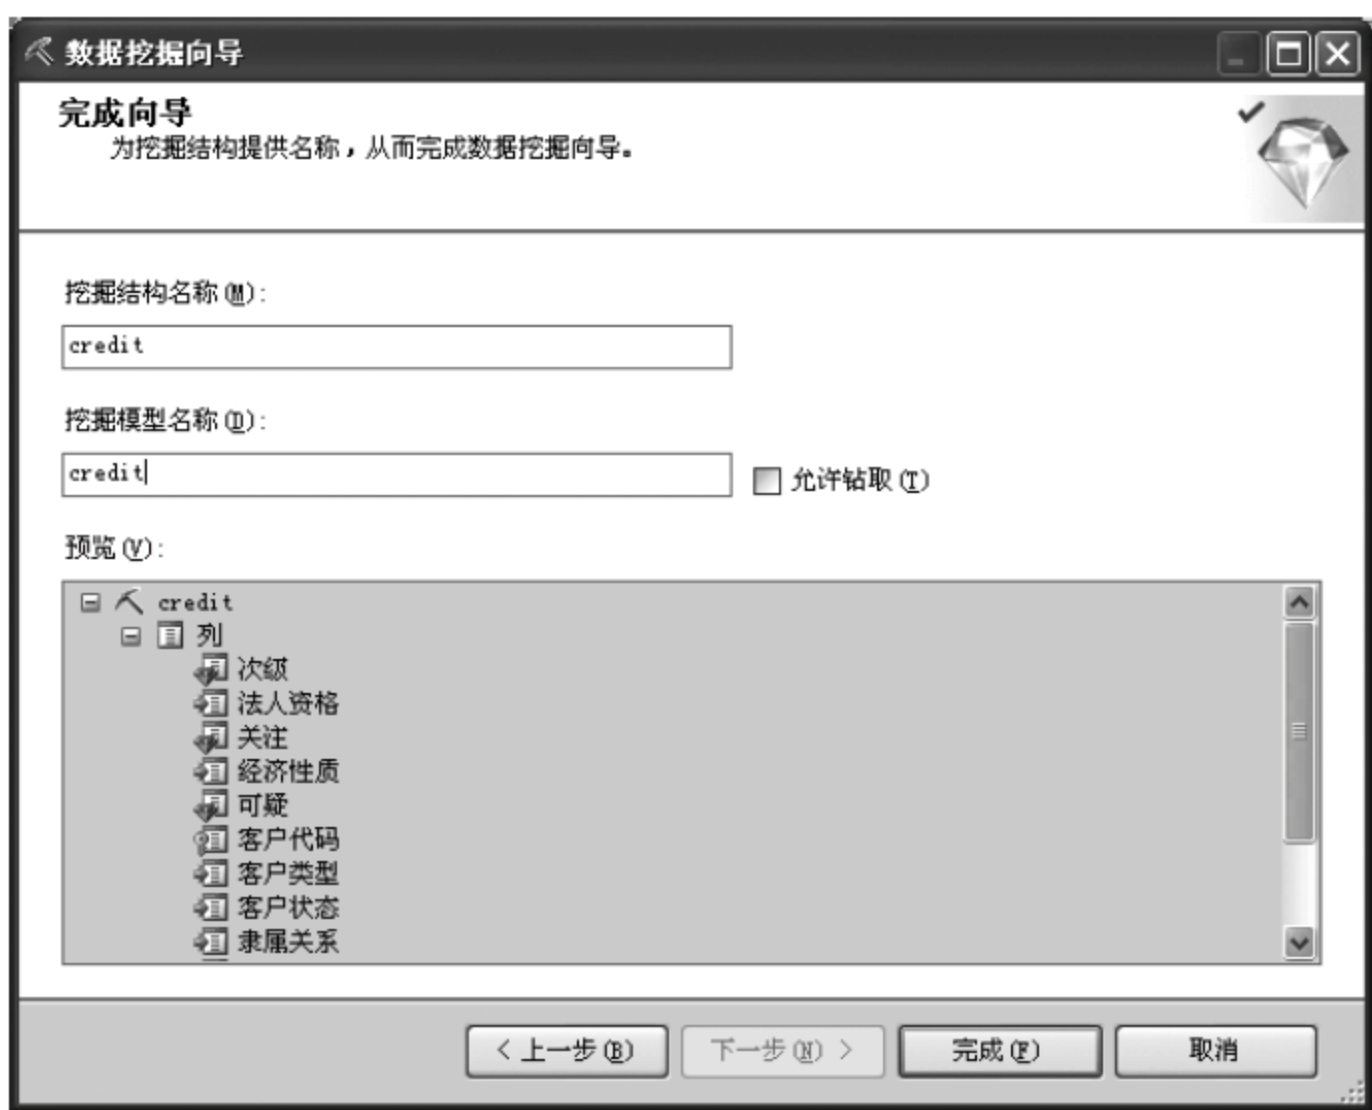 数据挖掘向导
完成向导
为挖掘结构提供名称，从而完成数据挖掘向导。
挖掘结构名称(M):
credit
挖掘模型名称(D):
credit
允许钻取(T)
预览(V):
credit
列
次级
法人资格
关注
经济性质
可疑
客户代码
客户类型
客户状态
隶属关系
< 上一步(B) 下一步(N) > 完成(F) 取消